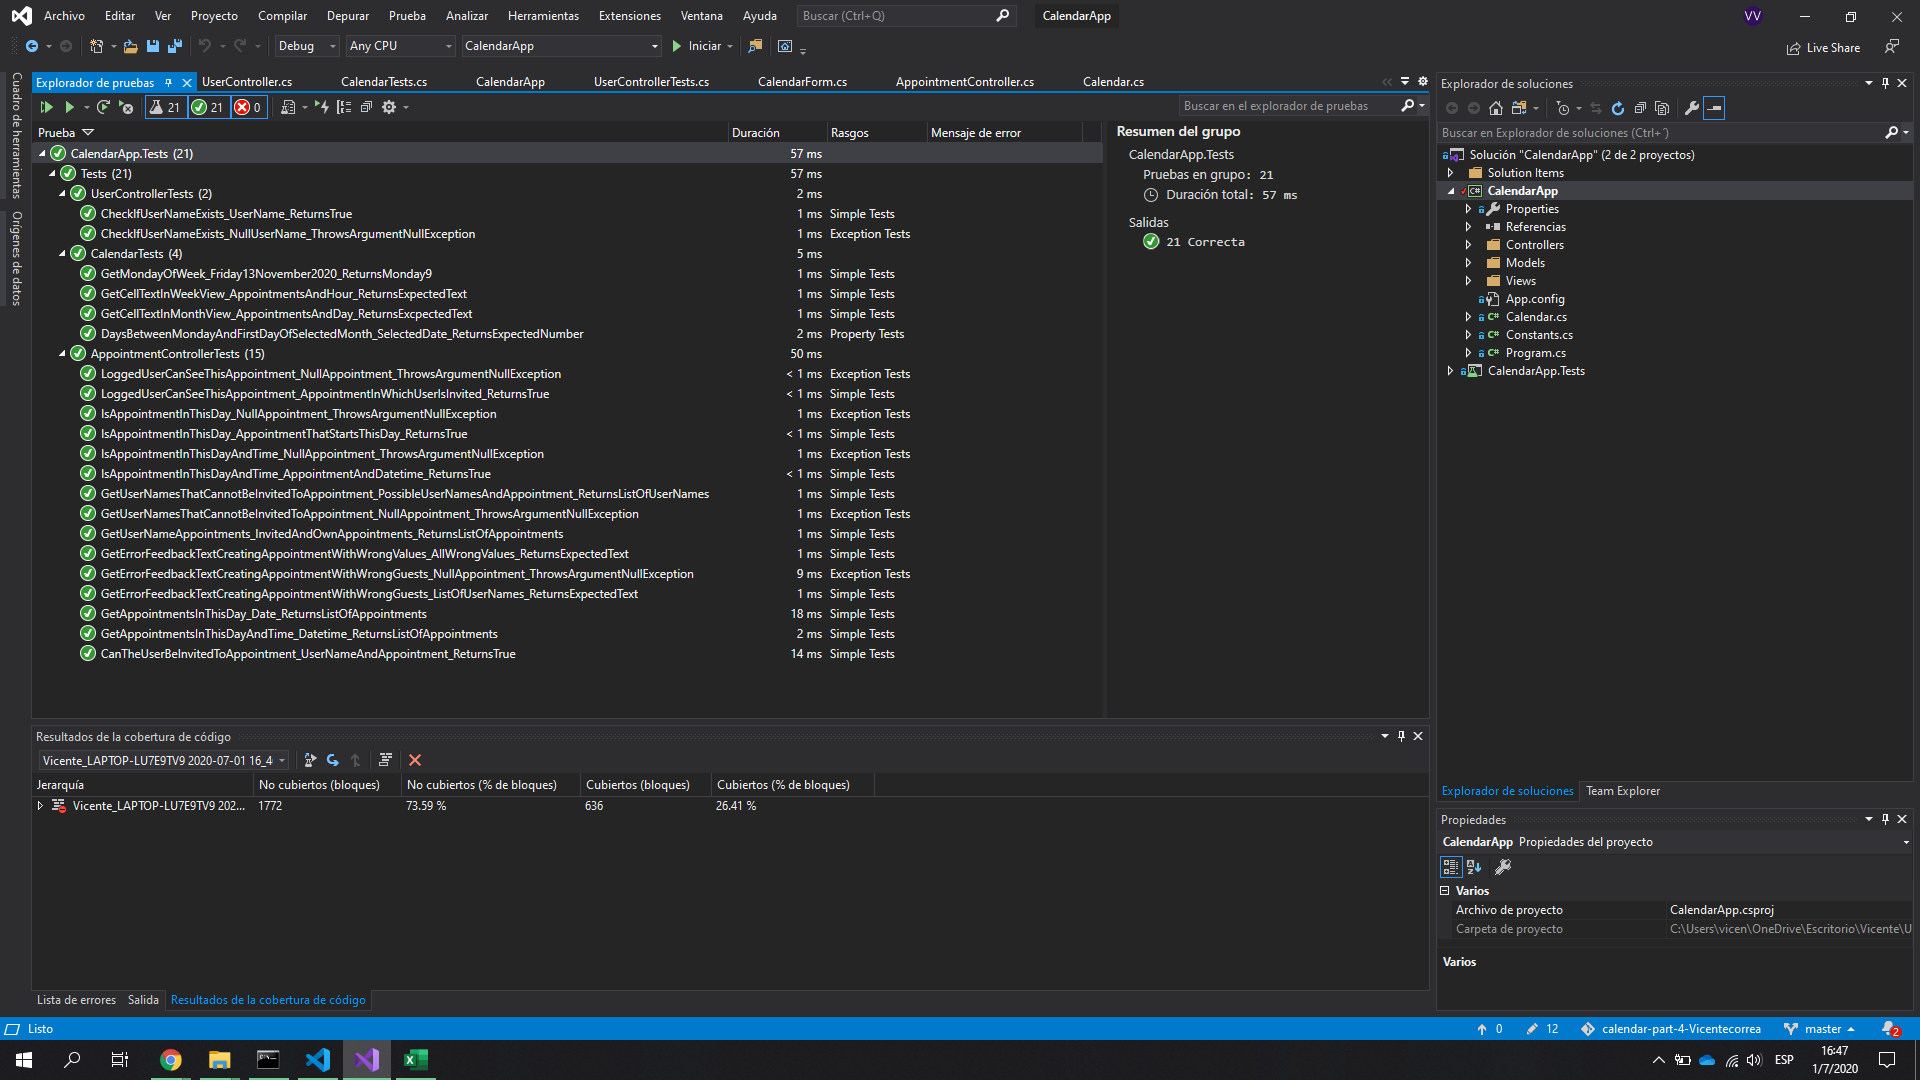 Archivo Editar Ver Proyecto Compilar Depurar Prueba Analizar Herramientas Extensiones Ventana Ayuda Buscar (Ctrl+Q) CalendarApp VV
Debug Any CPU CalendarApp Iniciar Live Share
Cuadro de herramientas
Orígenes de datos
Explorador de pruebas UserController.cs CalendarTests.cs CalendarApp UserControllerTests.cs CalendarForm.cs AppointmentController.cs Calendar.cs
21 21 0 Buscar en el explorador de pruebas
Prueba Duración Rasgos Mensaje de error
CalendarApp.Tests (21) 57 ms
Tests (21) 57 ms
UserControllerTests (2) 2 ms
CheckIfUserNameExists_UserName_ReturnsTrue 1 ms Simple Tests
CheckIfUserNameExists_NullUserName_ThrowsArgumentNullException 1 ms Exception Tests
CalendarTests (4) 5 ms
GetMondayOfWeek_Friday13November2020_ReturnsMonday9 1 ms Simple Tests
GetCellTextInWeekView_AppointmentsAndHour_ReturnsExpectedText 1 ms Simple Tests
GetCellTextInMonthView_AppointmentsAndDay_ReturnsExcpectedText 1 ms Simple Tests
DaysBetweenMondayAndFirstDayOfSelectedMonth_SelectedDate_ReturnsExpectedNumber 2 ms Property Tests
AppointmentControllerTests (15) 50 ms
LoggedUserCanSeeThisAppointment_NullAppointment_ThrowsArgumentNullException < 1 ms Exception Tests
LoggedUserCanSeeThisAppointment_AppointmentInWhichUserIsInvited_ReturnsTrue < 1 ms Simple Tests
IsAppointmentInThisDay_NullAppointment_ThrowsArgumentNullException 1 ms Exception Tests
IsAppointmentInThisDay_AppointmentThatStartsThisDay_ReturnsTrue < 1 ms Simple Tests
IsAppointmentInThisDayAndTime_NullAppointment_ThrowsArgumentNullException 1 ms Exception Tests
IsAppointmentInThisDayAndTime_AppointmentAndDatetime_ReturnsTrue < 1 ms Simple Tests
GetUserNamesThatCannotBeInvitedToAppointment_PossibleUserNamesAndAppointment_ReturnsListOfUserNames 1 ms Simple Tests
GetUserNamesThatCannotBeInvitedToAppointment_NullAppointment_ThrowsArgumentNullException 1 ms Exception Tests
GetUserNameAppointments_InvitedAndOwnAppointments_ReturnsListOfAppointments 1 ms Simple Tests
GetErrorFeedbackTextCreatingAppointmentWithWrongValues_AllWrongValues_ReturnsExpectedText 1 ms Simple Tests
GetErrorFeedbackTextCreatingAppointmentWithWrongGuests_NullAppointment_ThrowsArgumentNullException 9 ms Exception Tests
GetErrorFeedbackTextCreatingAppointmentWithWrongGuests_ListOfUserNames_ReturnsExpectedText 1 ms Simple Tests
GetAppointmentsInThisDay_Date_ReturnsListOfAppointments 18 ms Simple Tests
GetAppointmentsInThisDayAndTime_Datetime_ReturnsListOfAppointments 2 ms Simple Tests
CanTheUserBeInvitedToAppointment_UserNameAndAppointment_ReturnsTrue 14 ms Simple Tests
Resumen del grupo
CalendarApp.Tests
Pruebas en grupo: 21
Duración total: 57 ms
Salidas
21 Correcta
Resultados de la cobertura de código
Vicente_LAPTOP-LU7E9TV9 2020-07-01 16_4
Jerarquía No cubiertos (bloques) No cubiertos (% de bloques) Cubiertos (bloques) Cubiertos (% de bloques)
Vicente_LAPTOP-LU7E9TV9 202... 1772 73.59 % 636 26.41 %
Lista de errores Salida Resultados de la cobertura de código
Explorador de soluciones
Buscar en Explorador de soluciones (Ctrl+´)
Solución "CalendarApp" (2 de 2 proyectos)
Solution Items
CalendarApp
Properties
Referencias
Controllers
Models
Views
App.config
Calendar.cs
Constants.cs
Program.cs
CalendarApp.Tests
Explorador de soluciones Team Explorer
Propiedades
CalendarApp Propiedades del proyecto
Varios
Archivo de proyecto CalendarApp.csproj
Carpeta de proyecto C:\Users\vicen\OneDrive\Escritorio\Vicente\U
Varios
Listo 0 12 calendar-part-4-Vicentecorrea master 2
ESP 16:47
1/7/2020